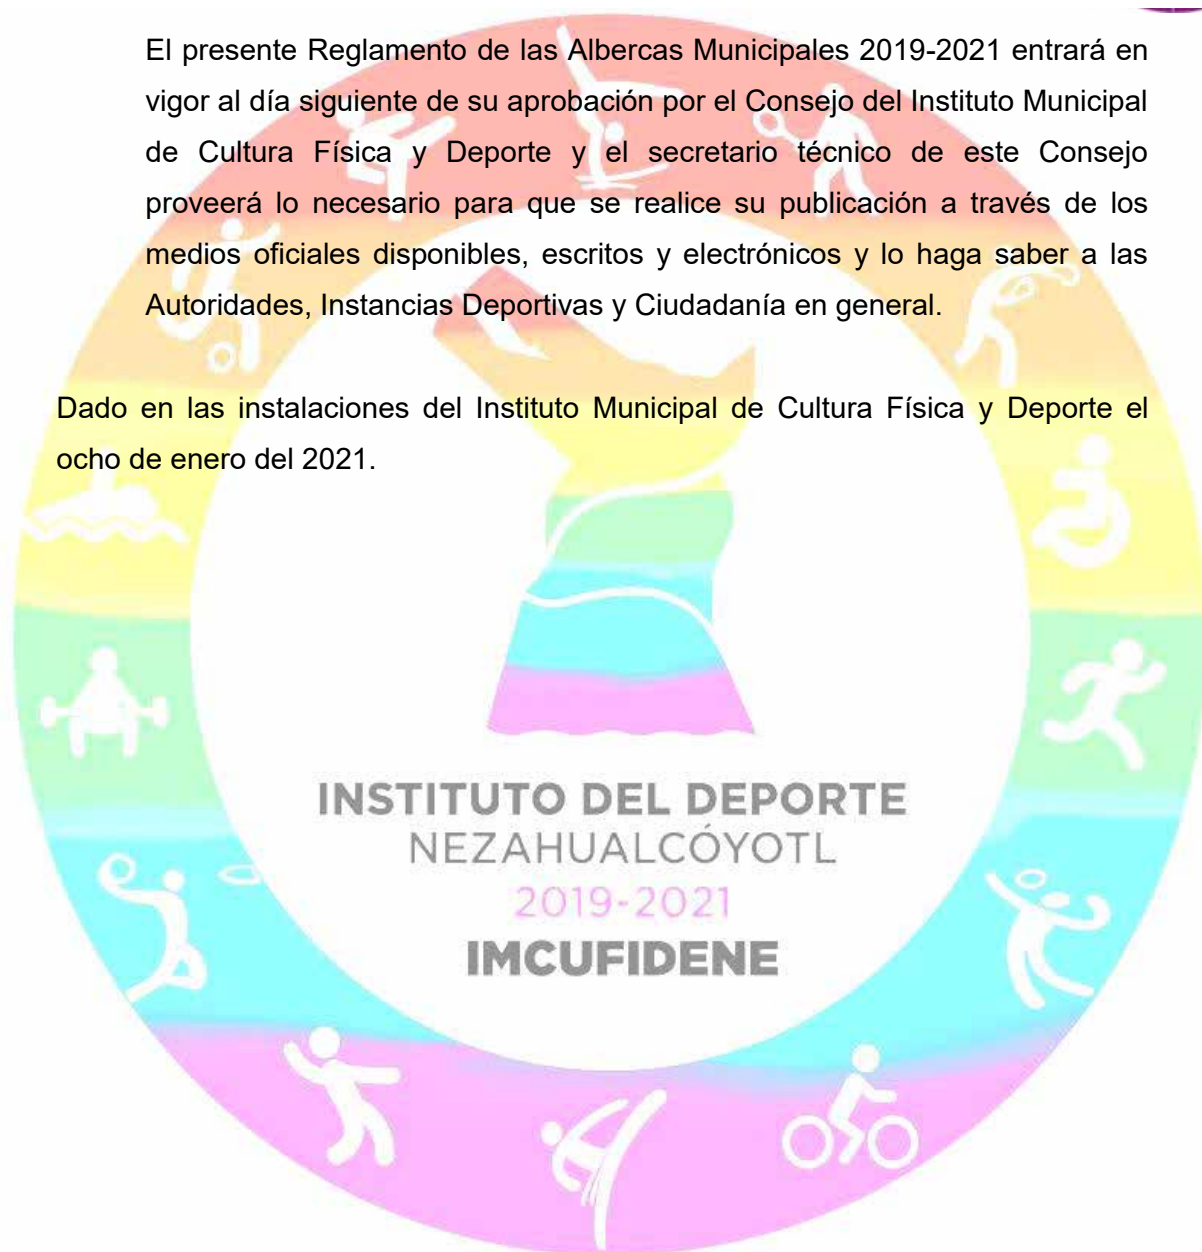 El presente Reglamento de las Albercas Municipales 2019-2021 entrará en
vigor al día siguiente de su aprobación por el Consejo del Instituto Municipal
de Cultura Física y Deporte y el secretario técnico de este Consejo
proveerá lo necesario para que se realice su publicación a través de los
medios oficiales disponibles, escritos y electrónicos y lo haga saber a las
Autoridades, Instancias Deportivas y Ciudadanía en general.
Dado en las instalaciones del Instituto Municipal de Cultura Física y Deporte el
ocho de enero del 2021.
INSTITUTO DEL DEPORTE
NEZAHUALCÓYOTL
2019-2021
IMCUFIDENE